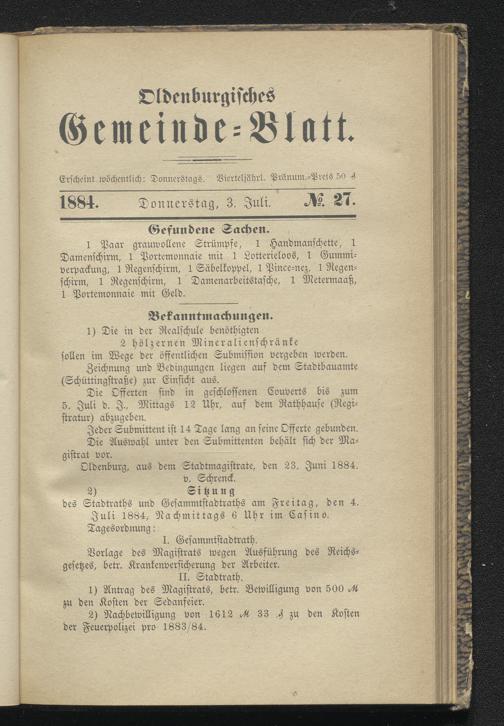 Oldenburgisches
Gemeinde-Blatt.
Erscheint wöchentlich: Donnerstags. Vierteljährl. Pränum.-Preis 50 ₰
1884. Donnerstag, 3. Juli. №. 27.
Gefundene Sachen.
1 Paar grauwollene Strümpfe, 1 Handmanschette, 1
Damenschirm, 1 Portemonnaie mit 1 Lotterieloos, 1 Gummi-
verpackung, 1 Regenschirm, 1 Säbelkoppel, 1 Pince-nez, 1 Regen-
schirm, 1 Regenschirm, 1 Damenarbeitstasche, 1 Metermaaß,
1 Portemonnaie mit Geld.
Bekanntmachungen.
1) Die in der Realschule benöthigten
2 hölzernen Mineralienschränke
sollen im Wege der öffentlichen Submission vergeben werden.
Zeichnung und Bedingungen liegen auf dem Stadtbauamte
(Schüttingstraße) zur Einsicht aus.
Die Offerten sind in geschlossenen Couverts bis zum
5. Juli d. J., Mittags 12 Uhr, auf dem Rathhause (Regi-
stratur) abzugeben.
Jeder Submittent ist 14 Tage lang an seine Offerte gebunden.
Die Auswahl unter den Submittenten behält sich der Ma-
gistrat vor.
Oldenburg, aus dem Stadtmagistrate, den 23. Juni 1884.
v. Schrenck.
2) Sitzung
des Stadtraths und Gesammtstadtraths am Freitag, den 4.
Juli 1884, Nachmittags 6 Uhr im Casino.
Tagesordnung:
I. Gesammtstadtrath.
Vorlage des Magistrats wegen Ausführung des Reichs-
gesetzes, betr. Krankenversicherung der Arbeiter.
II. Stadtrath.
1) Antrag des Magistrats, betr. Bewilligung von 500 ℳ
zu den Kosten der Sedanfeier.
2) Nachbewilligung von 1612 ℳ 33 ₰ zu den Kosten
der Feuerpolizei pro 1883/84.